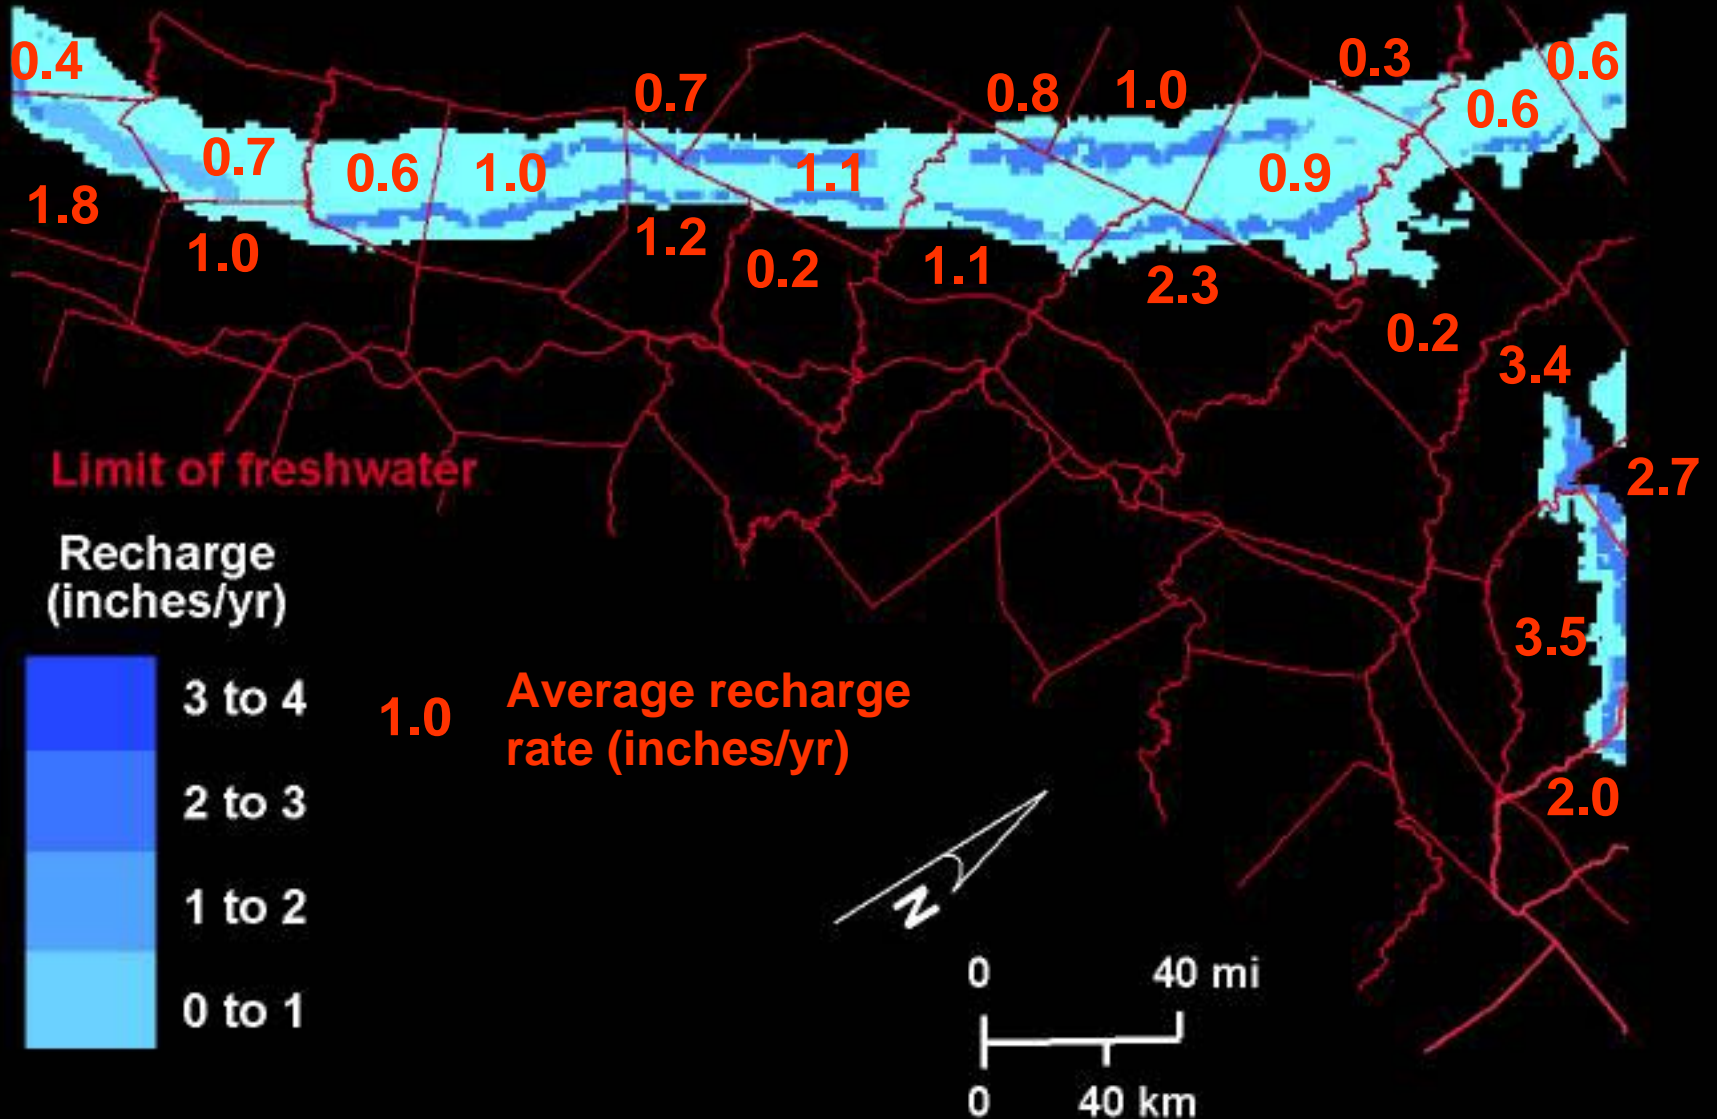 0.4
0.7
0.8
1.0
0.3
0.6
0.6
0.7
0.6
1.0
1.1
0.9
1.8
1.0
1.2
0.2
1.1
2.3
0.2
3.4
2.7
3.5
2.0
Limit of freshwater
Recharge
(inches/yr)
3 to 4
2 to 3
1 to 2
0 to 1
1.0
Average recharge
rate (inches/yr)
N
0 40 mi
0 40 km